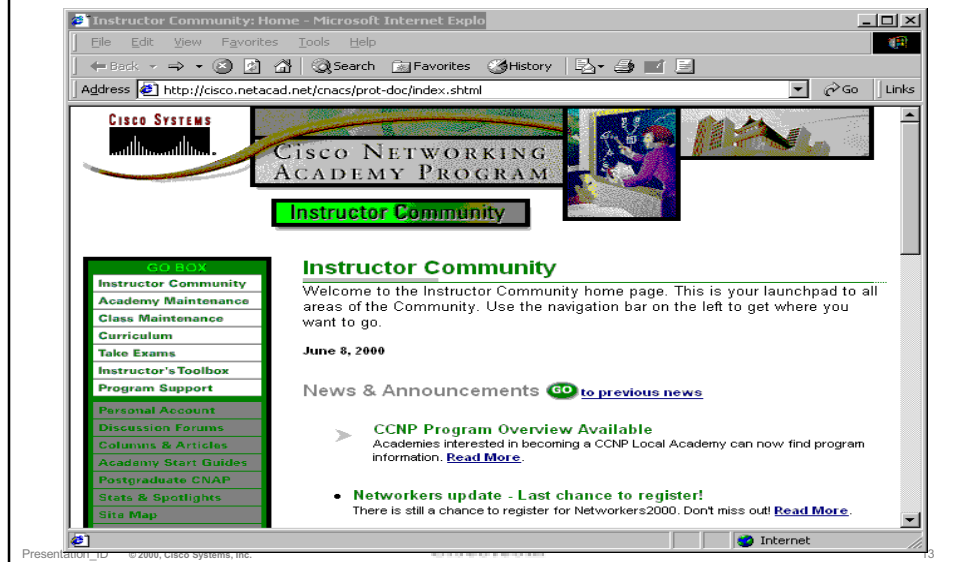 Instructor Community: Home - Microsoft Internet Explo
File Edit View Favorites Tools Help
Back Search Favorites History
Address http://cisco.netacad.net/cnacs/prot-doc/index.shtml Go Links
CISCO SYSTEMS
CISCO NETWORKING
ACADEMY PROGRAM
Instructor Community
GO BOX
Instructor Community
Academy Maintenance
Class Maintenance
Curriculum
Take Exams
Instructor's Toolbox
Program Support
Personal Account
Discussion Forums
Columns & Articles
Academy Start Guides
Postgraduate CNAP
Stats & Spotlights
Site Map
Instructor Community
Welcome to the Instructor Community home page. This is your launchpad to all
areas of the Community. Use the navigation bar on the left to get where you
want to go.
June 8, 2000
News & Announcements GO to previous news
CCNP Program Overview Available
Academies interested in becoming a CCNP Local Academy can now find program
information. Read More.
Networkers update - Last chance to register!
There is still a chance to register for Networkers2000. Don't miss out! Read More.
Internet
Presentation_ID © 2000, Cisco Systems, Inc. 13